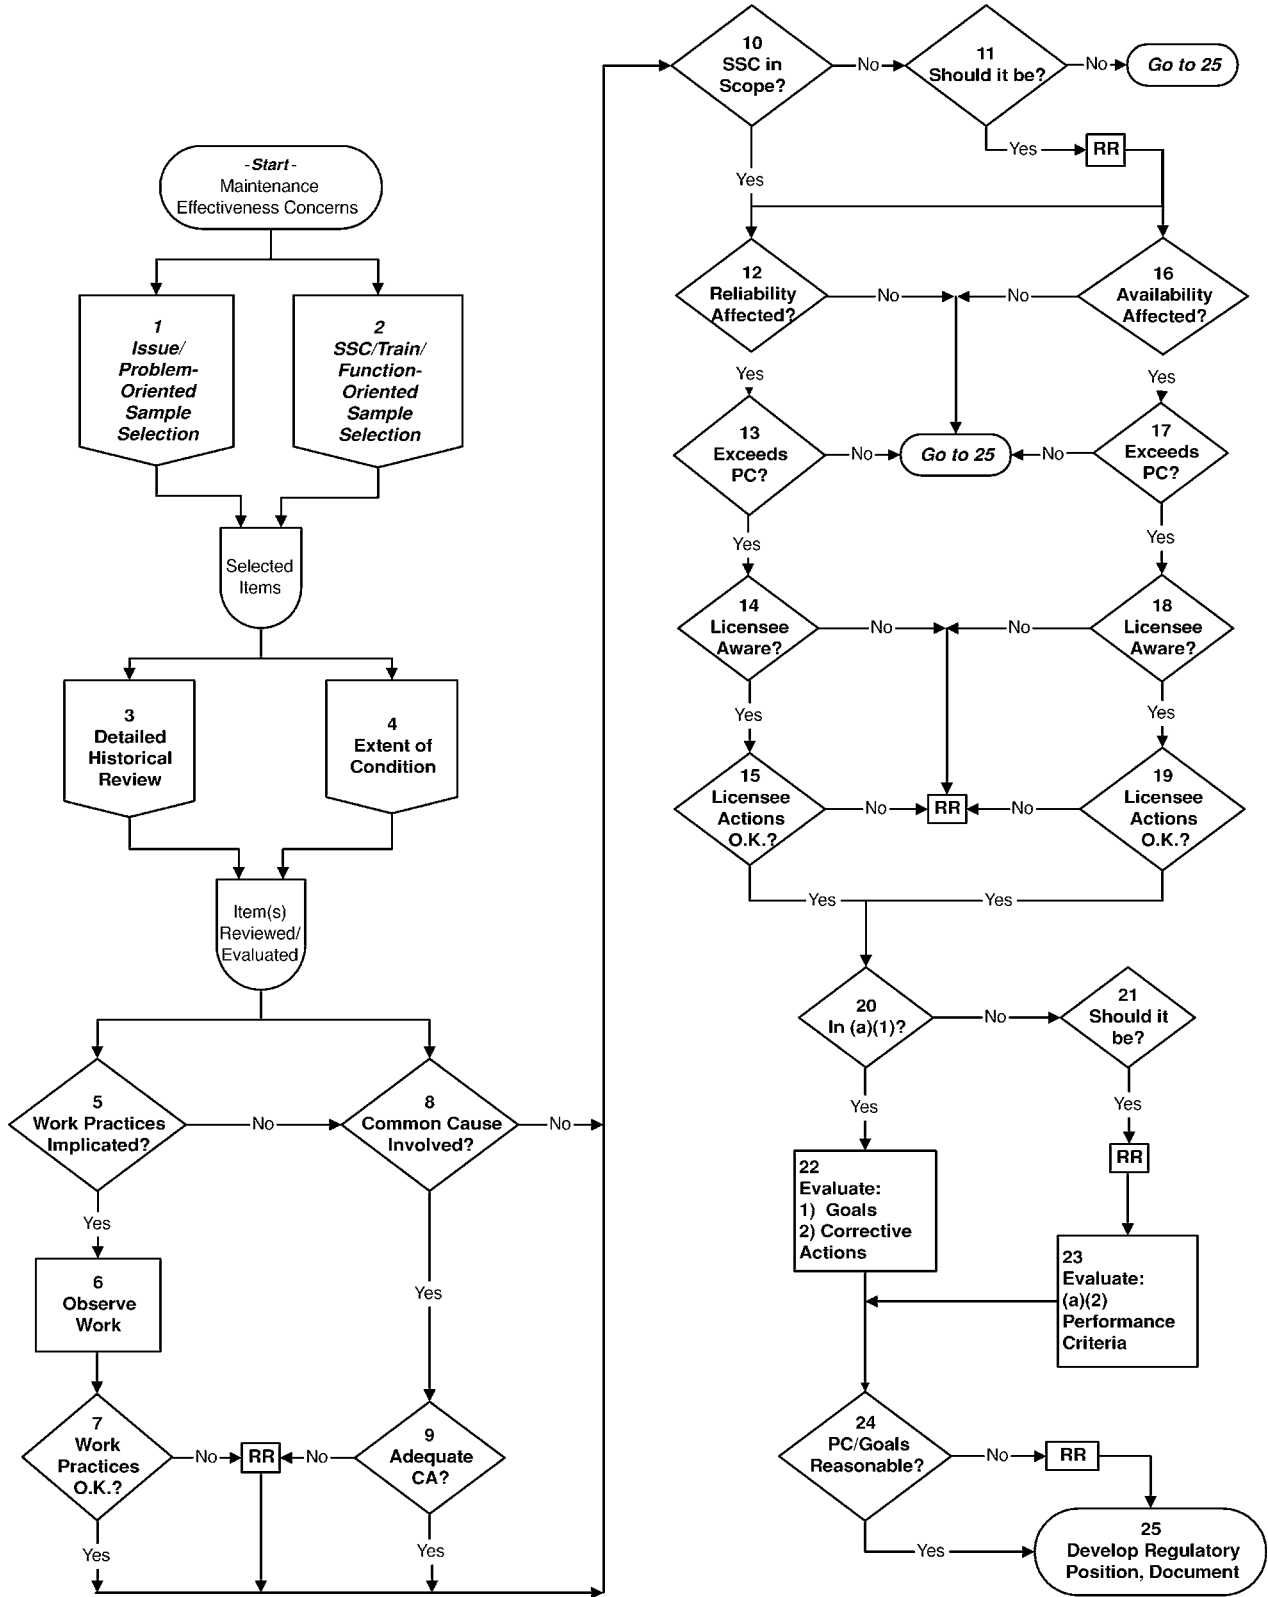 -Start-
Maintenance
Effectiveness Concerns
1
Issue/
Problem-
Oriented
Sample
Selection
2
SSC/Train/
Function-
Oriented
Sample
Selection
Selected
Items
3
Detailed
Historical
Review
4
Extent of
Condition
Item(s)
Reviewed/
Evaluated
5
Work Practices
Implicated?
No
8
Common Cause
Involved?
No
Yes
6
Observe
Work
Yes
7
Work
Practices
O.K.?
No
RR
No
9
Adequate
CA?
Yes
Yes
10
SSC in
Scope?
No
11
Should it be?
No
Go to 25
Yes
RR
Yes
12
Reliability
Affected?
No
No
16
Availability
Affected?
Yes
Yes
13
Exceeds
PC?
No
Go to 25
No
17
Exceeds
PC?
Yes
Yes
14
Licensee
Aware?
No
No
18
Licensee
Aware?
Yes
Yes
15
Licensee
Actions
O.K.?
No
RR
No
19
Licensee
Actions
O.K.?
Yes
Yes
20
In (a)(1)?
No
21
Should it
be?
Yes
Yes
RR
22
Evaluate:
1) Goals
2) Corrective
Actions
23
Evaluate:
(a)(2)
Performance
Criteria
24
PC/Goals
Reasonable?
No
RR
Yes
25
Develop Regulatory
Position, Document